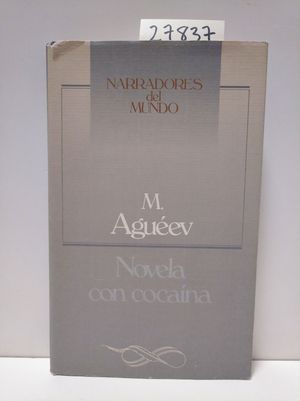 27837
NARRADORES
del
MUNDO
M.
Aguéev
Novela
con cocaína